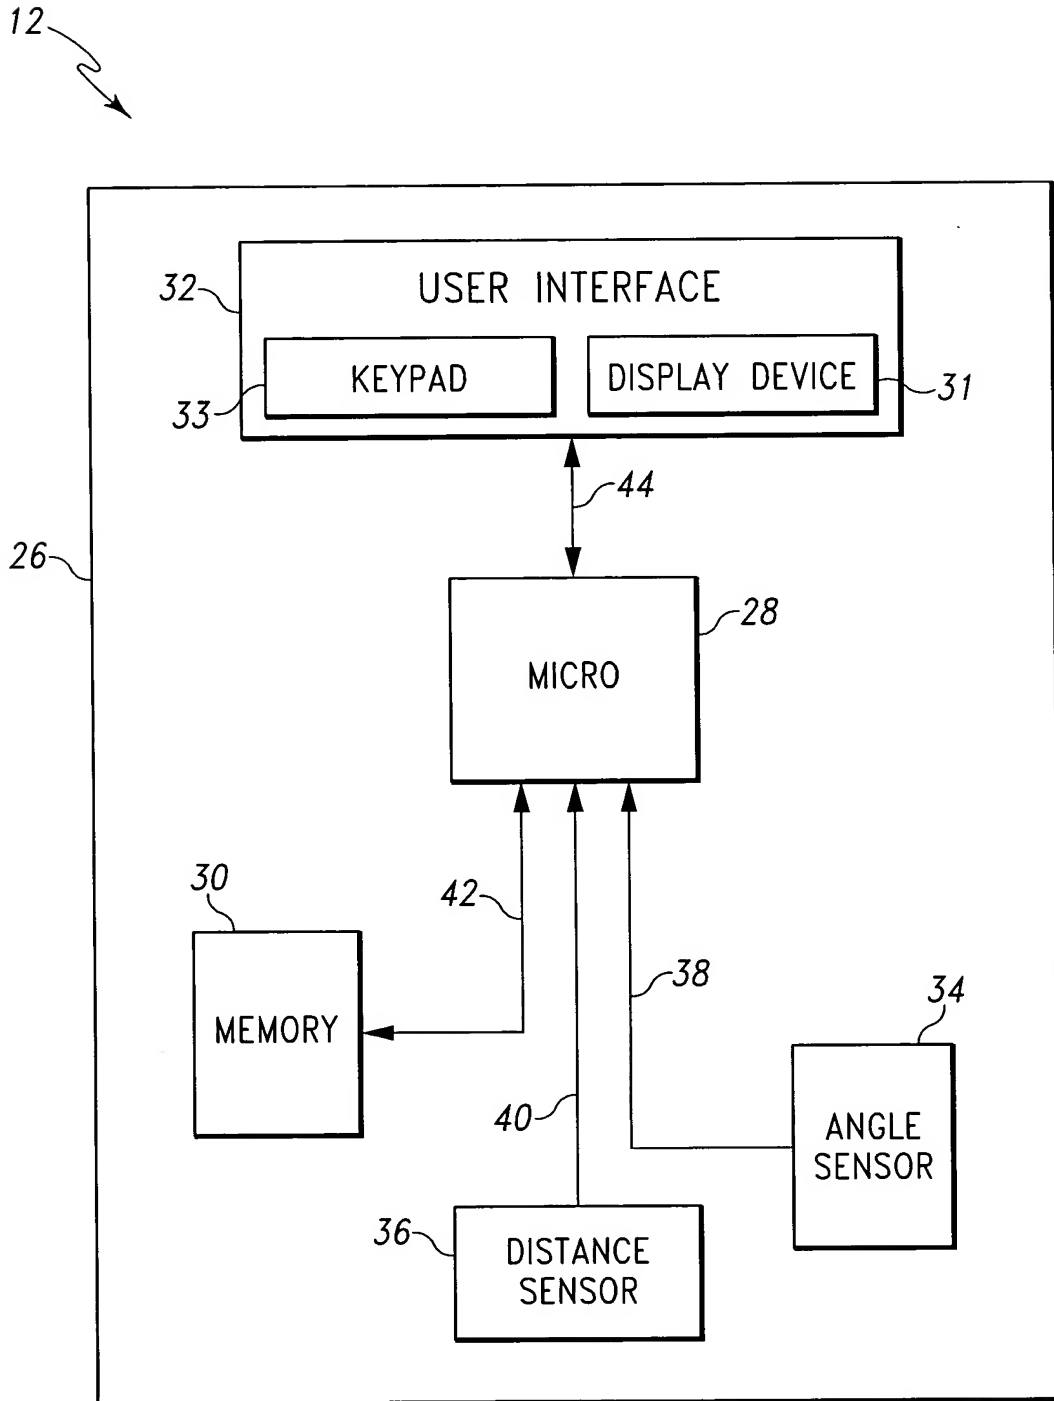 12
32
USER INTERFACE
KEYPAD
DISPLAY DEVICE
33
31
44
26
28
MICRO
30
42
38
34
MEMORY
40
ANGLE
SENSOR
36
DISTANCE
SENSOR